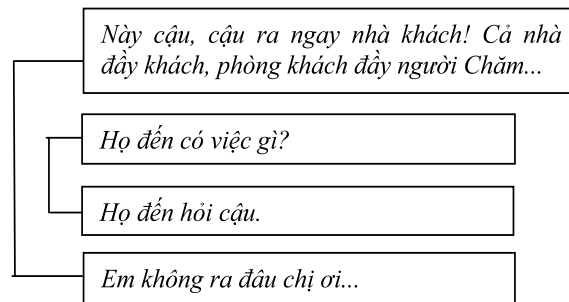 Này cậu, cậu ra ngay nhà khách! Cả nhà
đầy khách, phòng khách đầy người Chăm...
Họ đến có việc gì?
Họ đến hỏi cậu.
Em không ra đâu chị ơi...